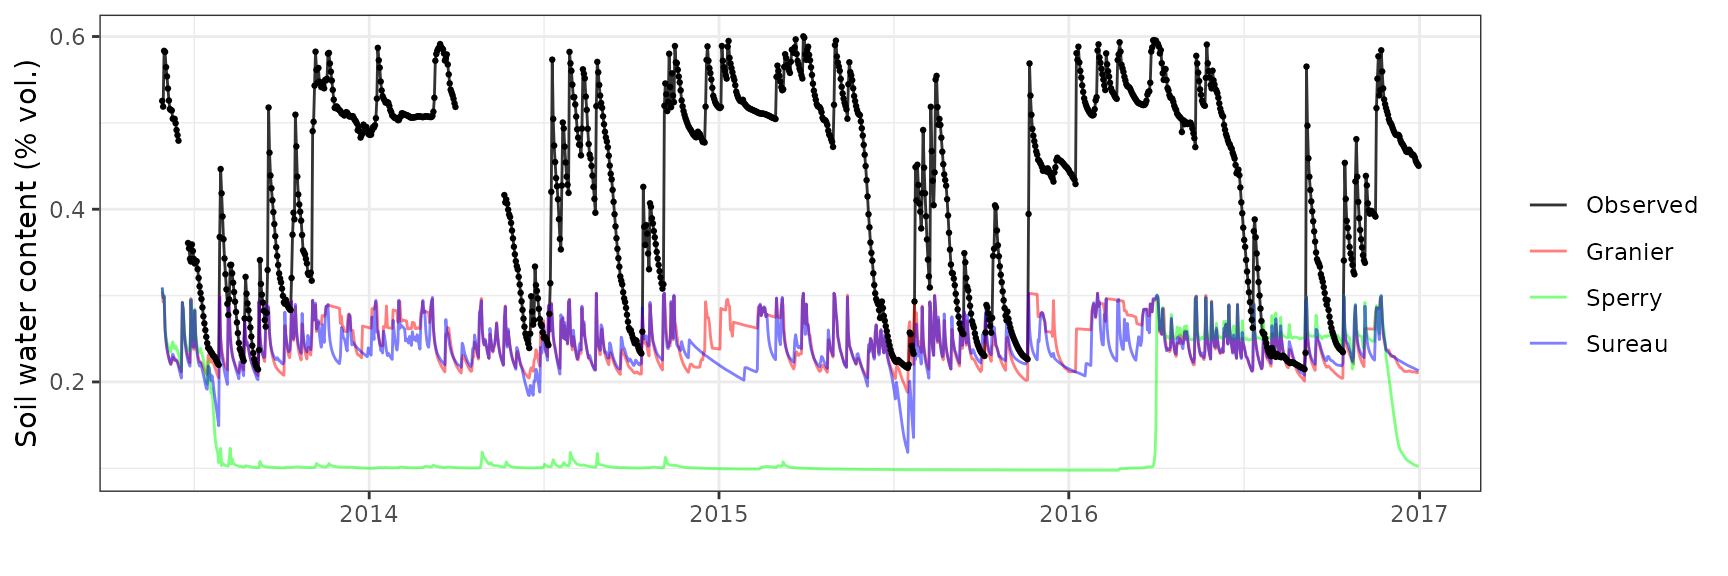 Soil water content (% vol.)
0.6
0.4
0.2
2014 2015 2016 2017
Observed
Granier
Sperry
Sureau